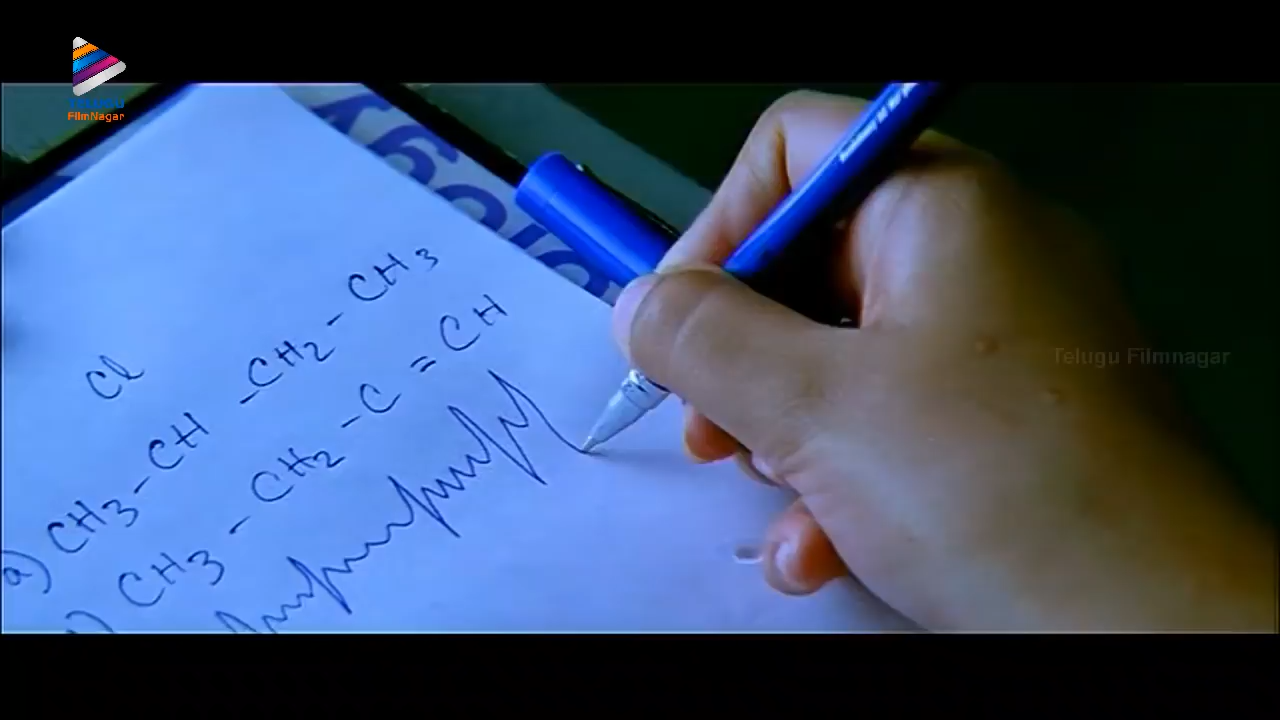 TELUGU
FilmNagar
Telugu Filmnagar
Cl
a) CH3-CH -CH2-CH3
) CH3-CH2-C=CH